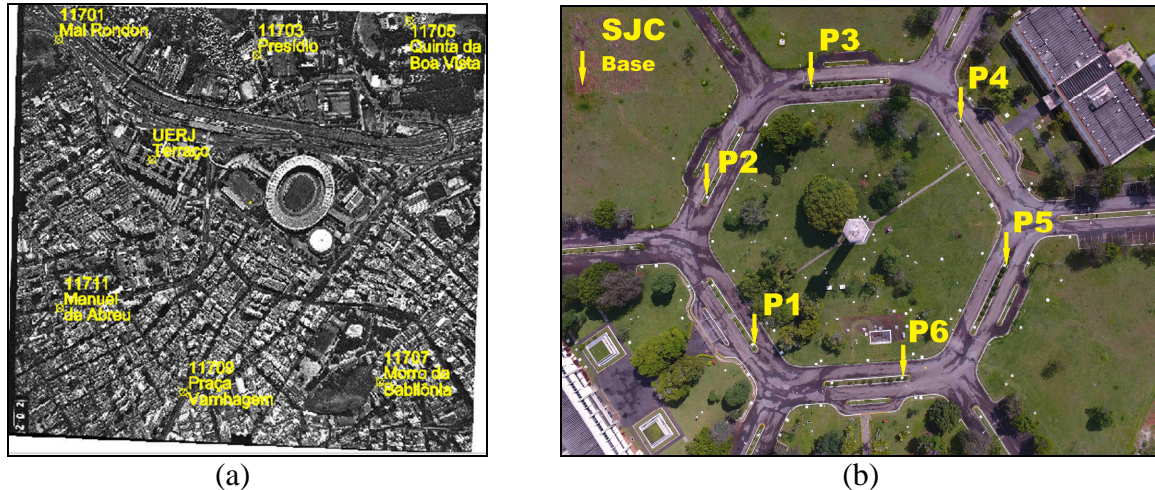 11701
Mal Rondon
11703
Presídio
11705
Quinta da
Boa Vista
UERJ
Terraço
11711
Manuel
de Abreu
11709
Praça
Varnhagem
11707
Morro da
Babilônia
202
(a)
SJC
Base
P3
P4
P2
P5
P1
P6
(b)